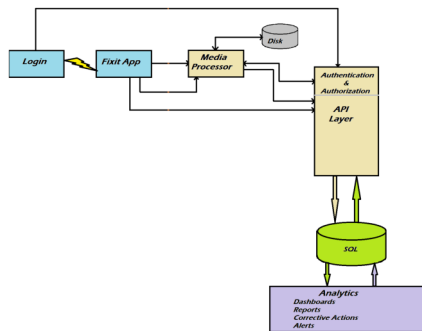 Disk
Login
Fixit App
Media
Processor
Authentication
&
Authorization
API
Layer
SQL
Analytics
Dashboards
Reports
Corrective Actions
Alerts